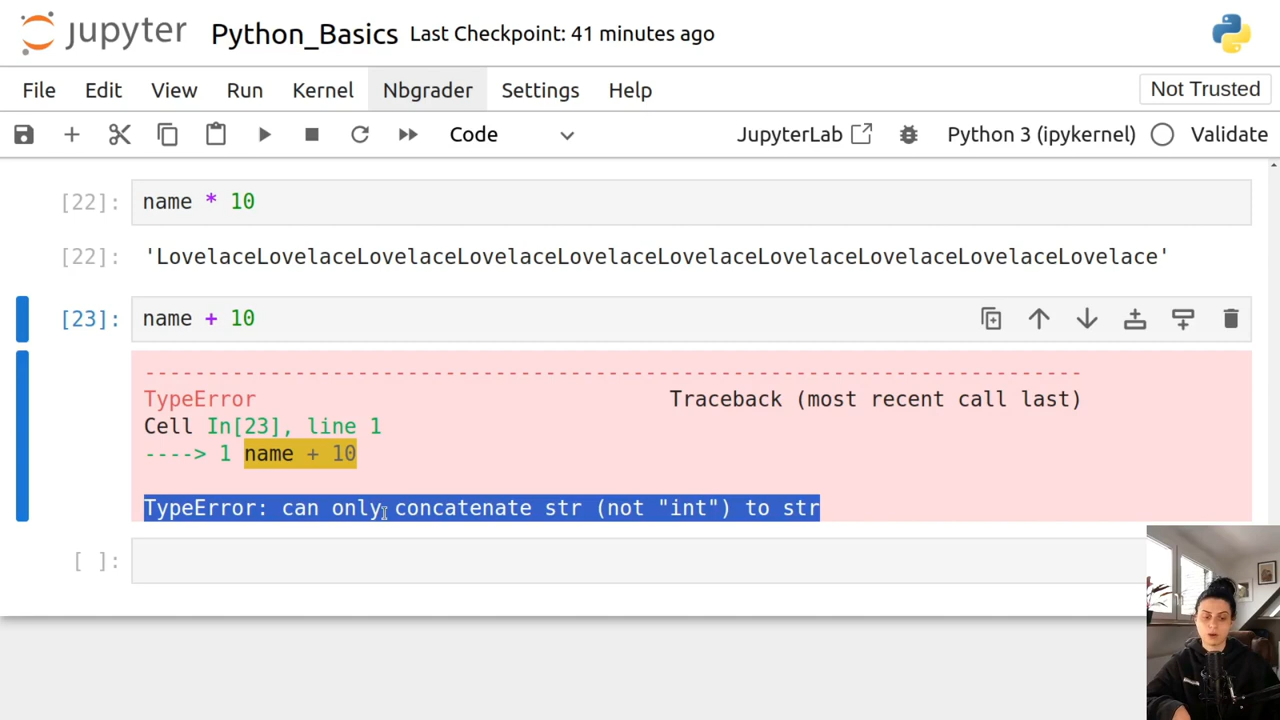 jupyter Python_Basics Last Checkpoint: 41 minutes ago
File Edit View Run Kernel Nbgrader Settings Help Not Trusted
Code JupyterLab Python 3 (ipykernel) Validate
[22]: name * 10
[22]: 'LovelaceLovelaceLovelaceLovelaceLovelaceLovelaceLovelaceLovelaceLovelaceLovelace'
[23]: name + 10
---------------------------------------------------------------------------
TypeError Traceback (most recent call last)
Cell In[23], line 1
----> 1 name + 10
TypeError: can only concatenate str (not "int") to str
[ ]: